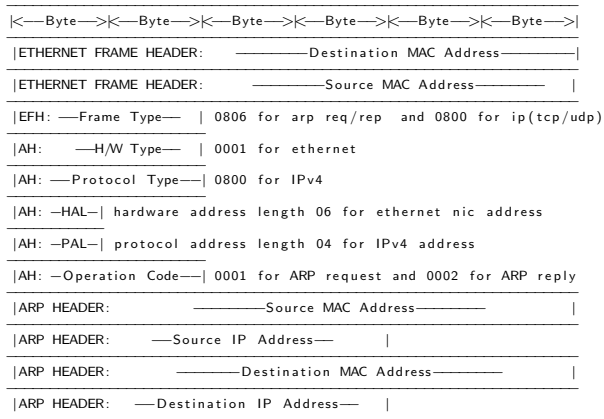 |<——Byte——>|<——Byte——>|<——Byte——>|<——Byte——>|<——Byte——>|<——Byte——>|
|ETHERNET FRAME HEADER: ————Destination MAC Address————|
|ETHERNET FRAME HEADER: ————Source MAC Address———— |
|EFH: ——Frame Type—— | 0806 for arp req/rep and 0800 for ip(tcp/udp)
|AH: ——H/W Type—— | 0001 for ethernet
|AH: ——Protocol Type——| 0800 for IPv4
|AH: —HAL—| hardware address length 06 for ethernet nic address
|AH: —PAL—| protocol address length 04 for IPv4 address
|AH: —Operation Code——| 0001 for ARP request and 0002 for ARP reply
|ARP HEADER: ————Source MAC Address———— |
|ARP HEADER: ——Source IP Address—— |
|ARP HEADER: ————Destination MAC Address———— |
|ARP HEADER: ——Destination IP Address—— |